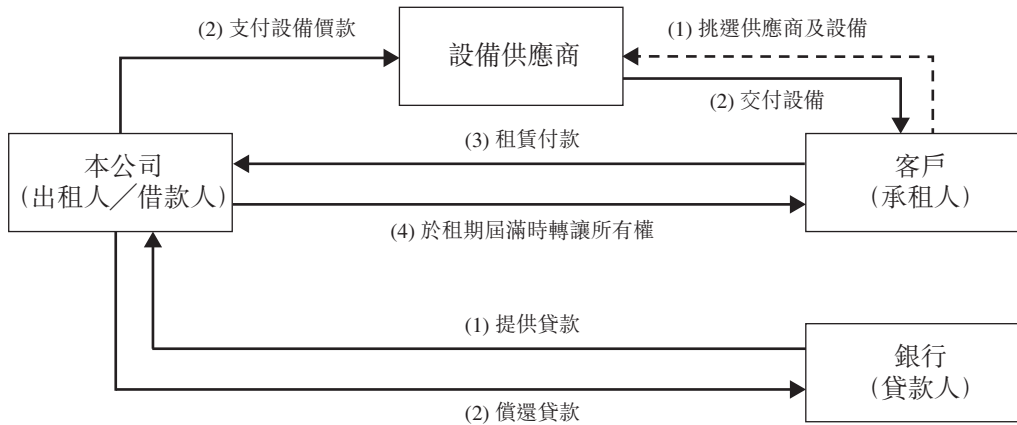 (2) 支付設備價款
設備供應商
(1) 挑選供應商及設備
(2) 交付設備
本公司
(出租人／借款人)
(3) 租賃付款
(4) 於租期屆滿時轉讓所有權
客戶
(承租人)
(1) 提供貸款
(2) 償還貸款
銀行
(貸款人)